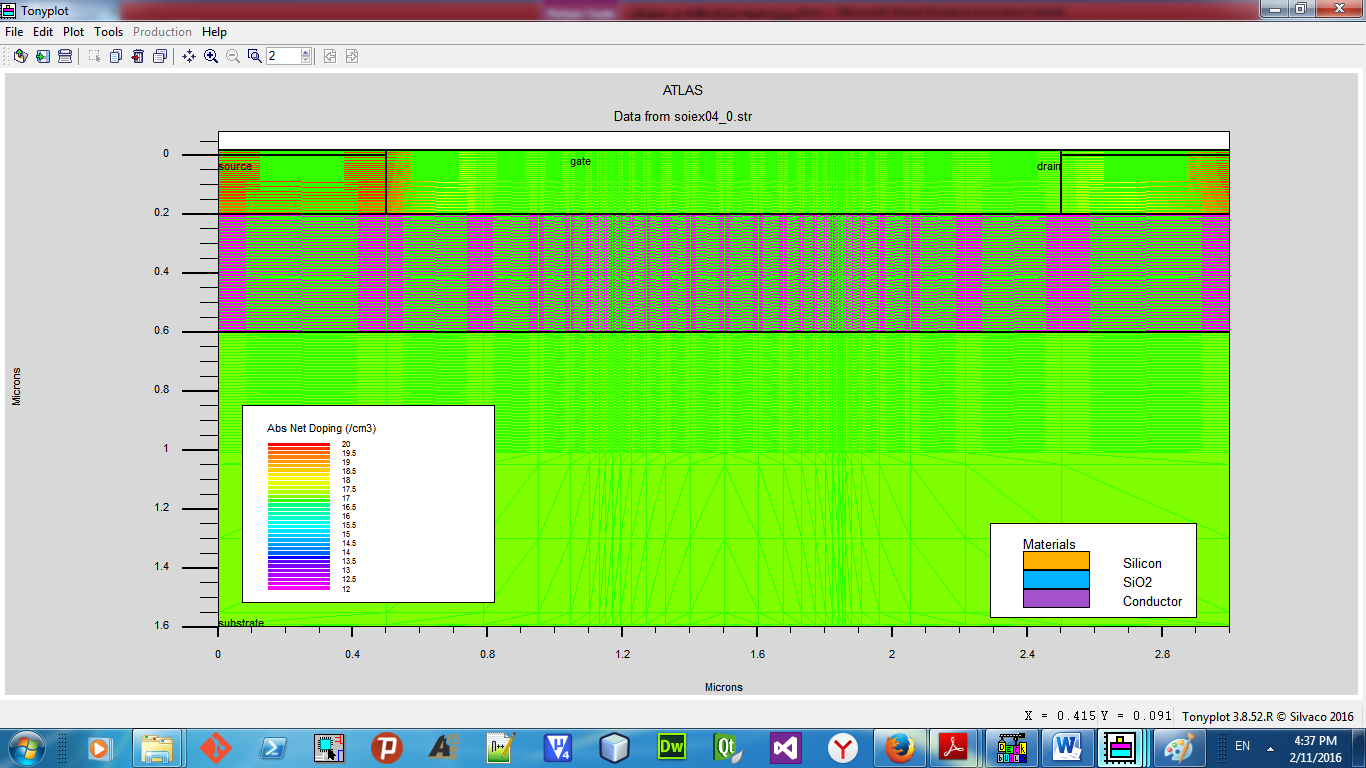 Tonyplot
File Edit Plot Tools Production Help
2
ATLAS
Data from soiex04_0.str
0
0.2
0.4
0.6
0.8
1
1.2
1.4
1.6
Microns
source
gate
drain
substrate
Abs Net Doping (/cm3)
20
19.5
19
18.5
18
17.5
17
16.5
16
15.5
15
14.5
14
13.5
13
12.5
12
Materials
Silicon
SiO2
Conductor
0 0.4 0.8 1.2 1.6 2 2.4 2.8
Microns
X = 0.415 Y = 0.091 Tonyplot 3.8.52.R © Silvaco 2016
EN
4:37 PM
2/11/2016